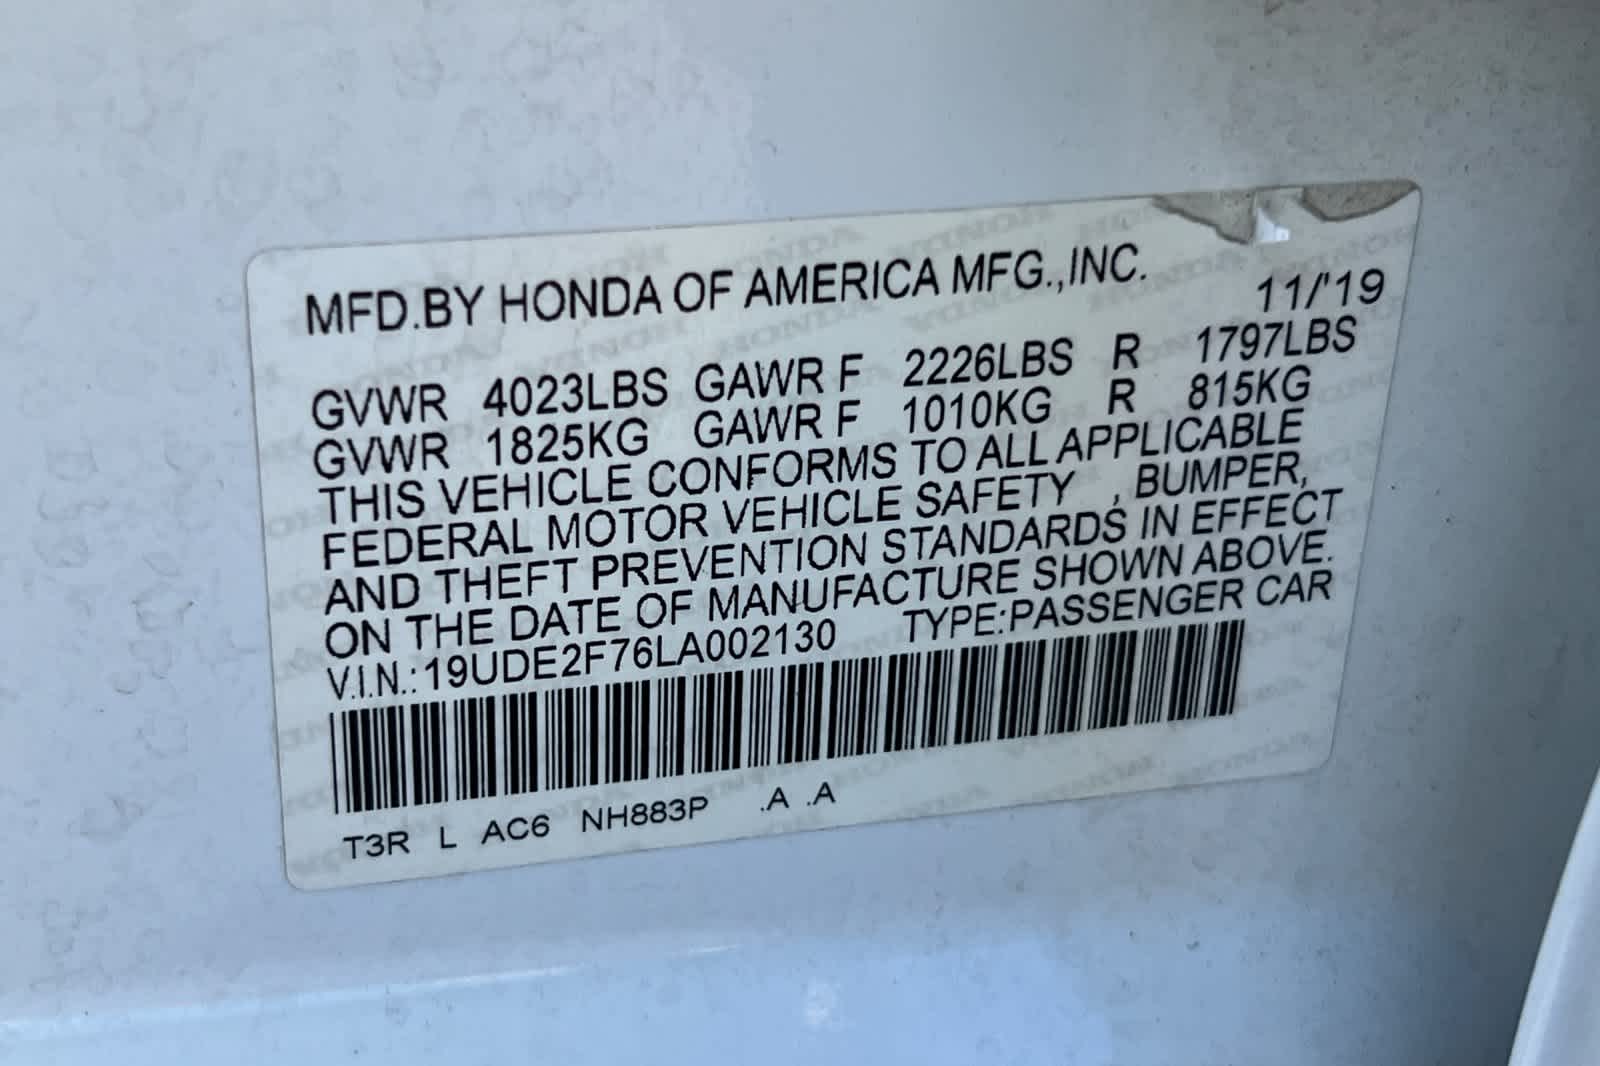 MFD.BY HONDA OF AMERICA MFG.,INC.
11/'19
GVWR 4023LBS GAWR F 2226LBS R 1797LBS
GVWR 1825KG GAWR F 1010KG R 815KG
THIS VEHICLE CONFORMS TO ALL APPLICABLE
FEDERAL MOTOR VEHICLE SAFETY , BUMPER,
AND THEFT PREVENTION STANDARDS IN EFFECT
ON THE DATE OF MANUFACTURE SHOWN ABOVE.
V.I.N.: 19UDE2F76LA002130 TYPE:PASSENGER CAR
T3R L AC6 NH883P .A .A